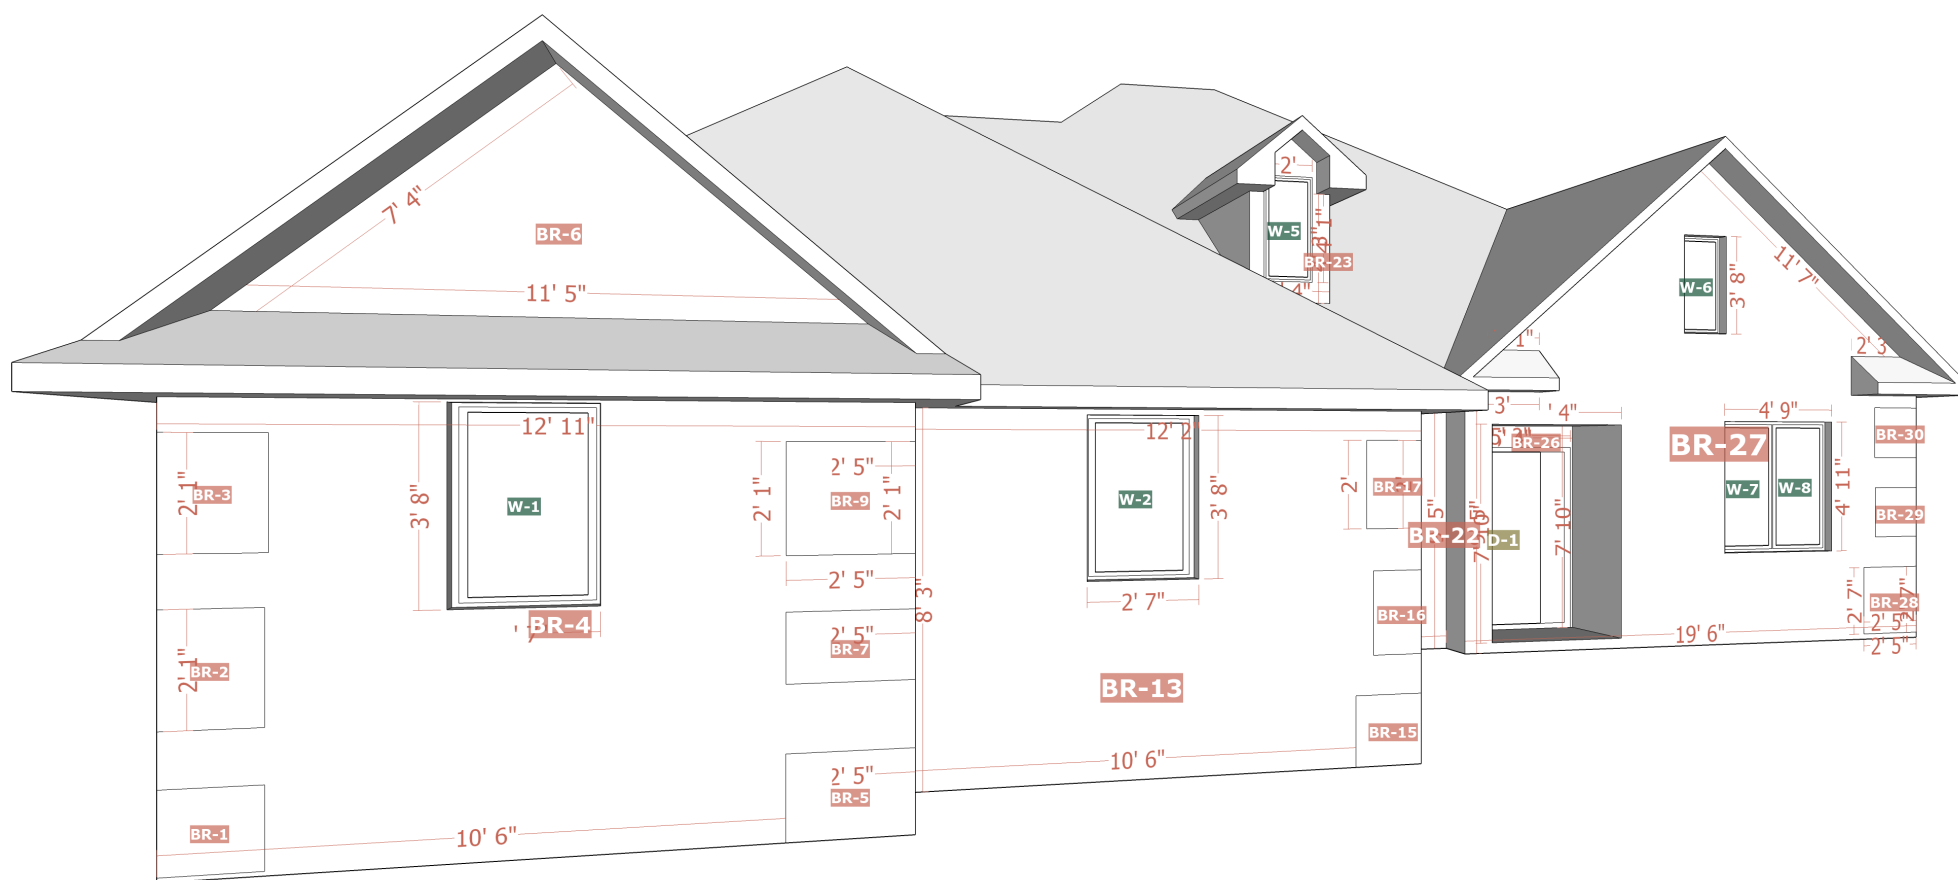 2'
W-5
BR-23
7' 4"
BR-6
11' 5"
11' 7"
W-6
3' 8"
2' 3
3'
' 4"
4' 9"
12' 11"
12' 2"
BR-26
BR-27
BR-30
2' 1"
BR-3
3' 8"
W-1
2' 1"
2' 5"
BR-9
2' 1"
W-2
3' 8"
2'
BR-17
BR-22
D-1
7' 10"
W-7
W-8
4' 11"
BR-29
2' 5"
8' 3"
2' 7"
BR-4
2' 5"
BR-7
BR-16
2' 7"
BR-28
2' 5"
19' 6"
2' 5"
2' 1"
BR-2
BR-13
BR-15
10' 6"
2' 5"
BR-5
BR-1
10' 6"